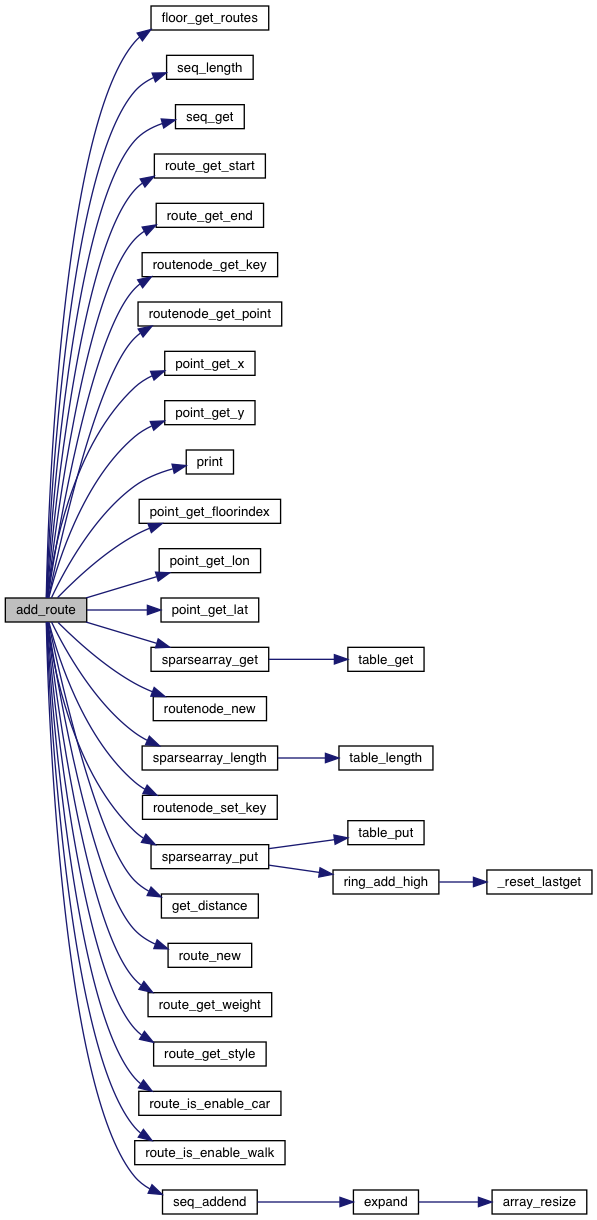 floor_get_routes
seq_length
seq_get
route_get_start
route_get_end
routenode_get_key
routenode_get_point
point_get_x
point_get_y
print
point_get_floorindex
point_get_lon
add_route
point_get_lat
sparsearray_get
table_get
routenode_new
sparsearray_length
table_length
routenode_set_key
sparsearray_put
table_put
ring_add_high
_reset_lastget
get_distance
route_new
route_get_weight
route_get_style
route_is_enable_car
route_is_enable_walk
seq_addend
expand
array_resize